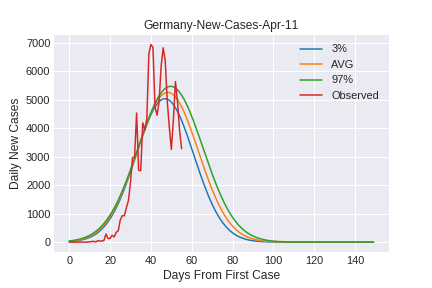 Germany-New-Cases-Apr-11
7000
6000
5000
4000
3000
2000
1000
0
Daily New Cases
3%
AVG
97%
Observed
0 20 40 60 80 100 120 140
Days From First Case